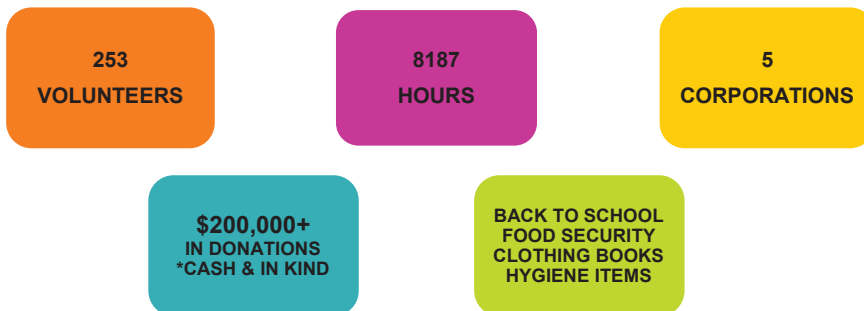 253
VOLUNTEERS
8187
HOURS
5
CORPORATIONS
$200,000+
IN DONATIONS
*CASH & IN KIND
BACK TO SCHOOL
FOOD SECURITY
CLOTHING BOOKS
HYGIENE ITEMS